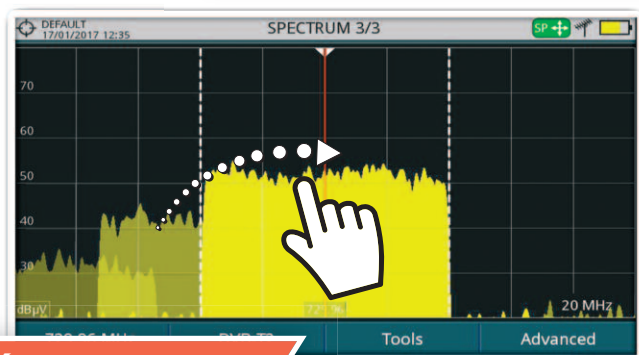 DEFAULT
17/01/2017 12:35
SPECTRUM 3/3
SP
70
60
50
40
30
dBµV
20 MHz
Tools
Advanced